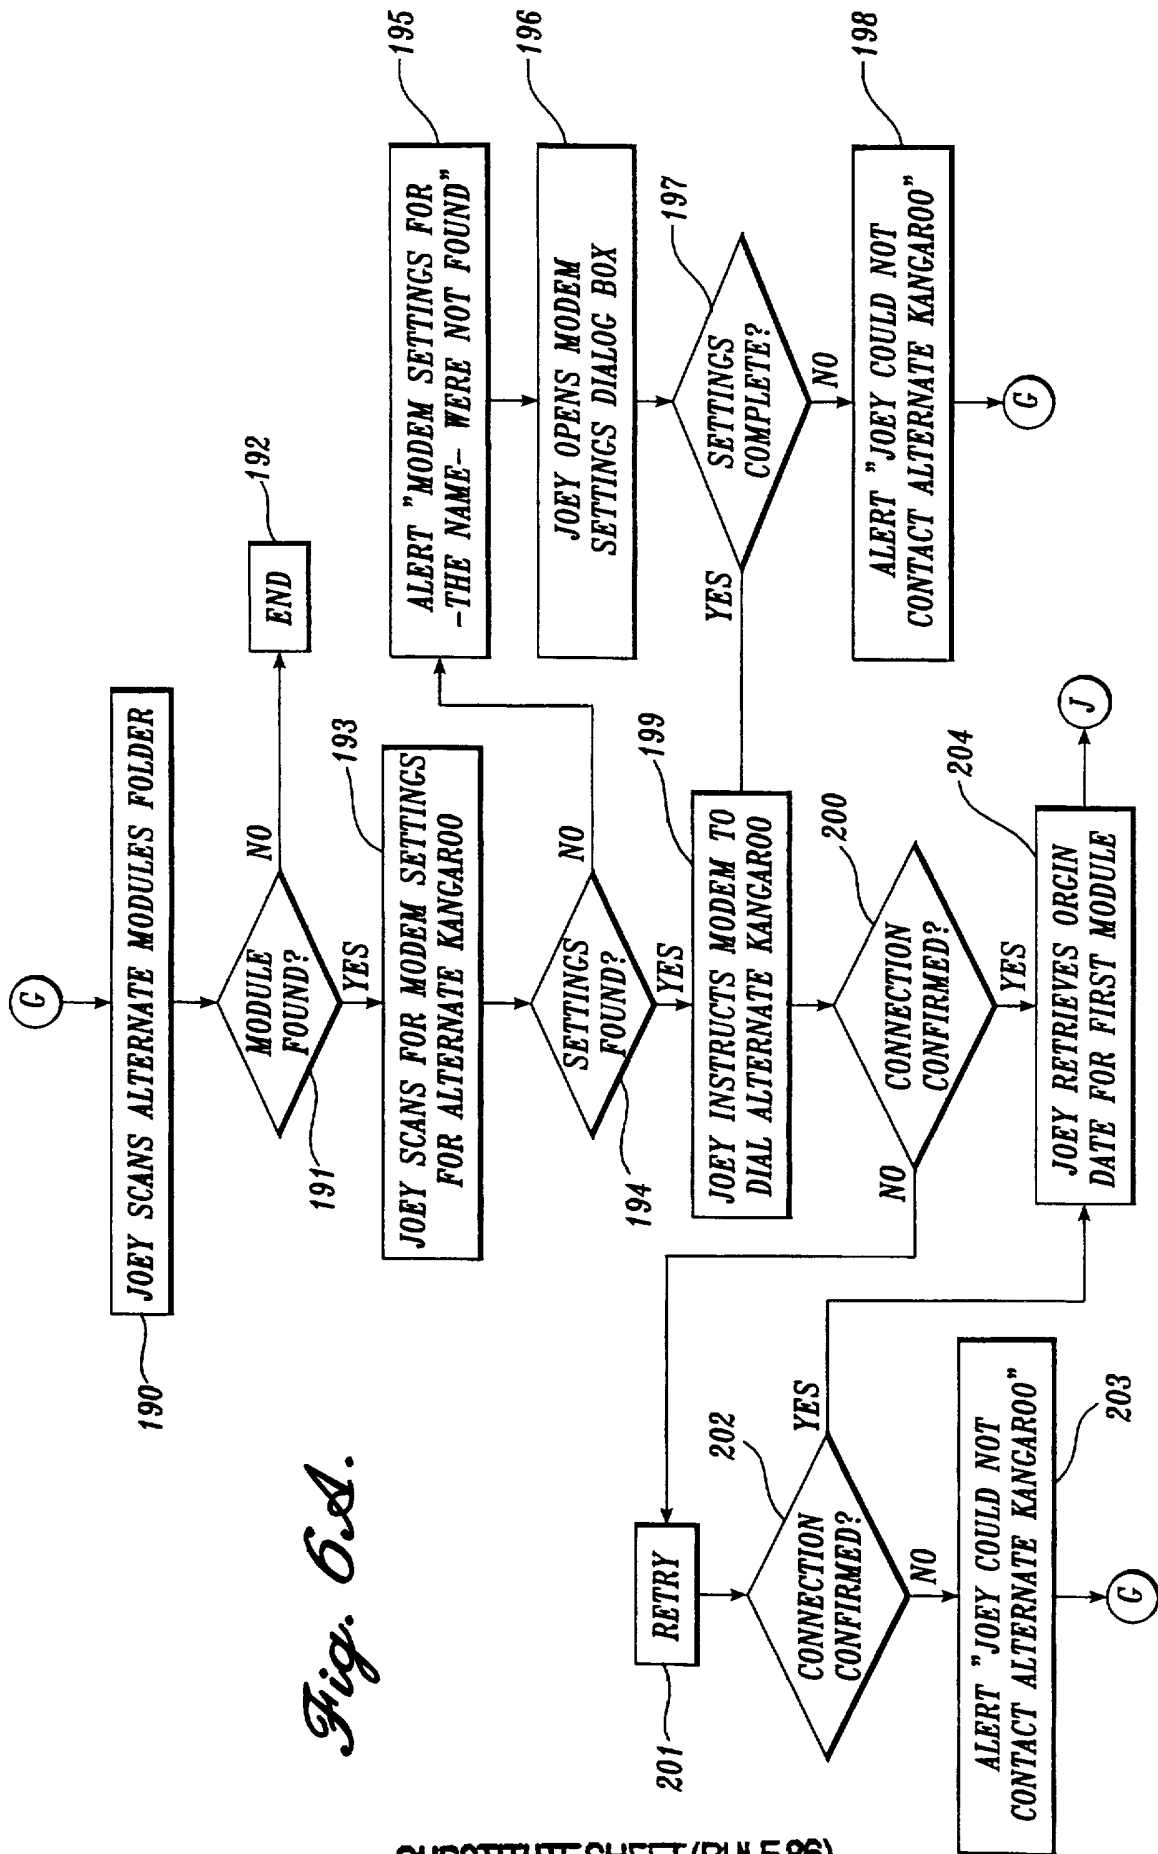 G
JOEY SCANS ALTERNATE MODULES FOLDER
190
MODULE
FOUND?
191
NO
END
192
YES
JOEY SCANS FOR MODEM SETTINGS
FOR ALTERNATE KANGAROO
193
SETTINGS
FOUND?
194
NO
ALERT "MODEM SETTINGS FOR
-THE NAME- WERE NOT FOUND"
195
JOEY OPENS MODEM
SETTINGS DIALOG BOX
196
SETTINGS
COMPLETE?
197
YES
NO
ALERT "JOEY COULD NOT
CONTACT ALTERNATE KANGAROO"
198
G
YES
JOEY INSTRUCTS MODEM TO
DIAL ALTERNATE KANGAROO
199
CONNECTION
CONFIRMED?
200
NO
YES
RETRY
201
CONNECTION
CONFIRMED?
202
YES
NO
ALERT "JOEY COULD NOT
CONTACT ALTERNATE KANGAROO"
203
G
JOEY RETRIEVES ORGIN
DATE FOR FIRST MODULE
204
J
Fig. 6A.
SUBSTITUTE SHEET (RULE 26)